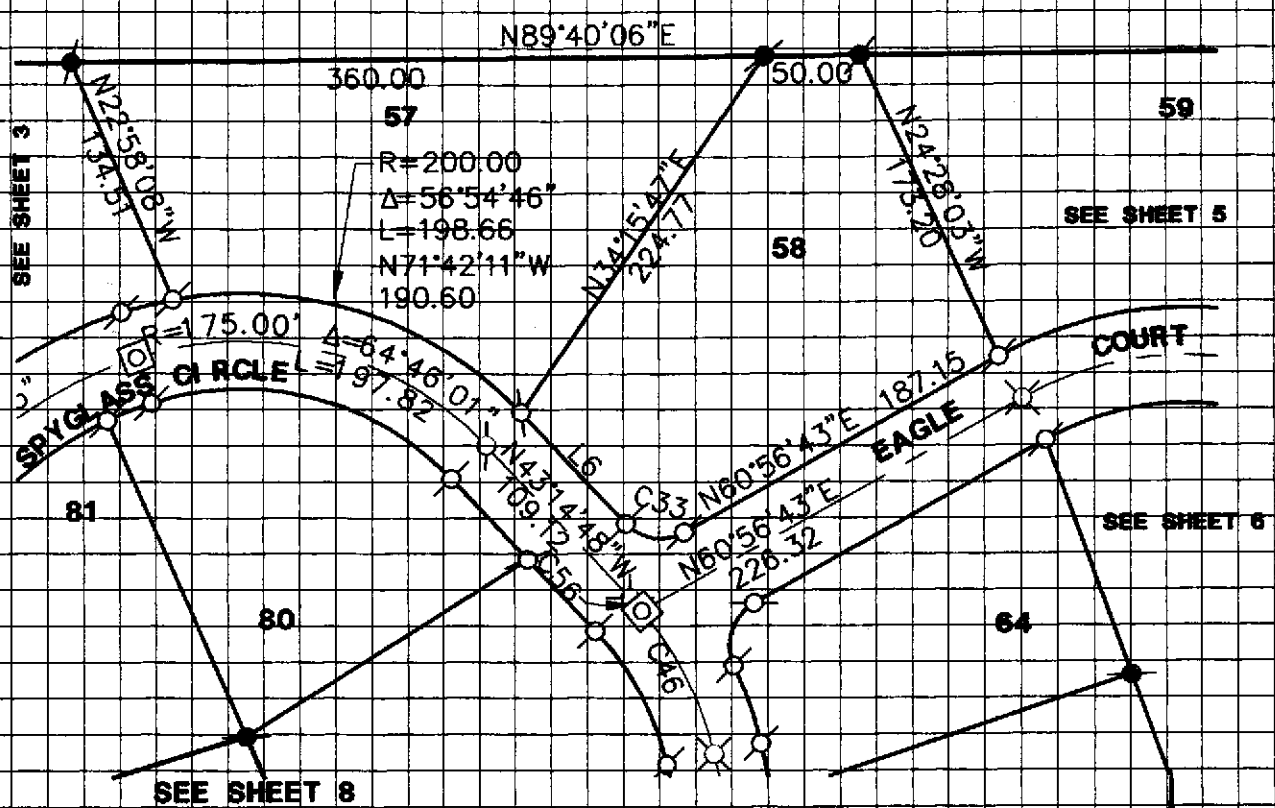 N89°40'06"E
360.00
50.00
57
59
SEE SHEET 3
N22°58'08"W
134.51
R=200.00
Δ=56°54'46"
L=198.66
N71°42'11"W
190.60
N34°15'47"E
224.77
58
N24°28'03"W
173.20
SEE SHEET 5
R=175.00'
Δ=64°46'01"
L=197.82
SPYGLASS CIRCLE
COURT
EAGLE
N60°56'43"E 187.15
L6
C33
N43°14'48"W
109.12
N60°56'43"E
226.32
81
SEE SHEET 6
C56
80
64
C46
SEE SHEET 8